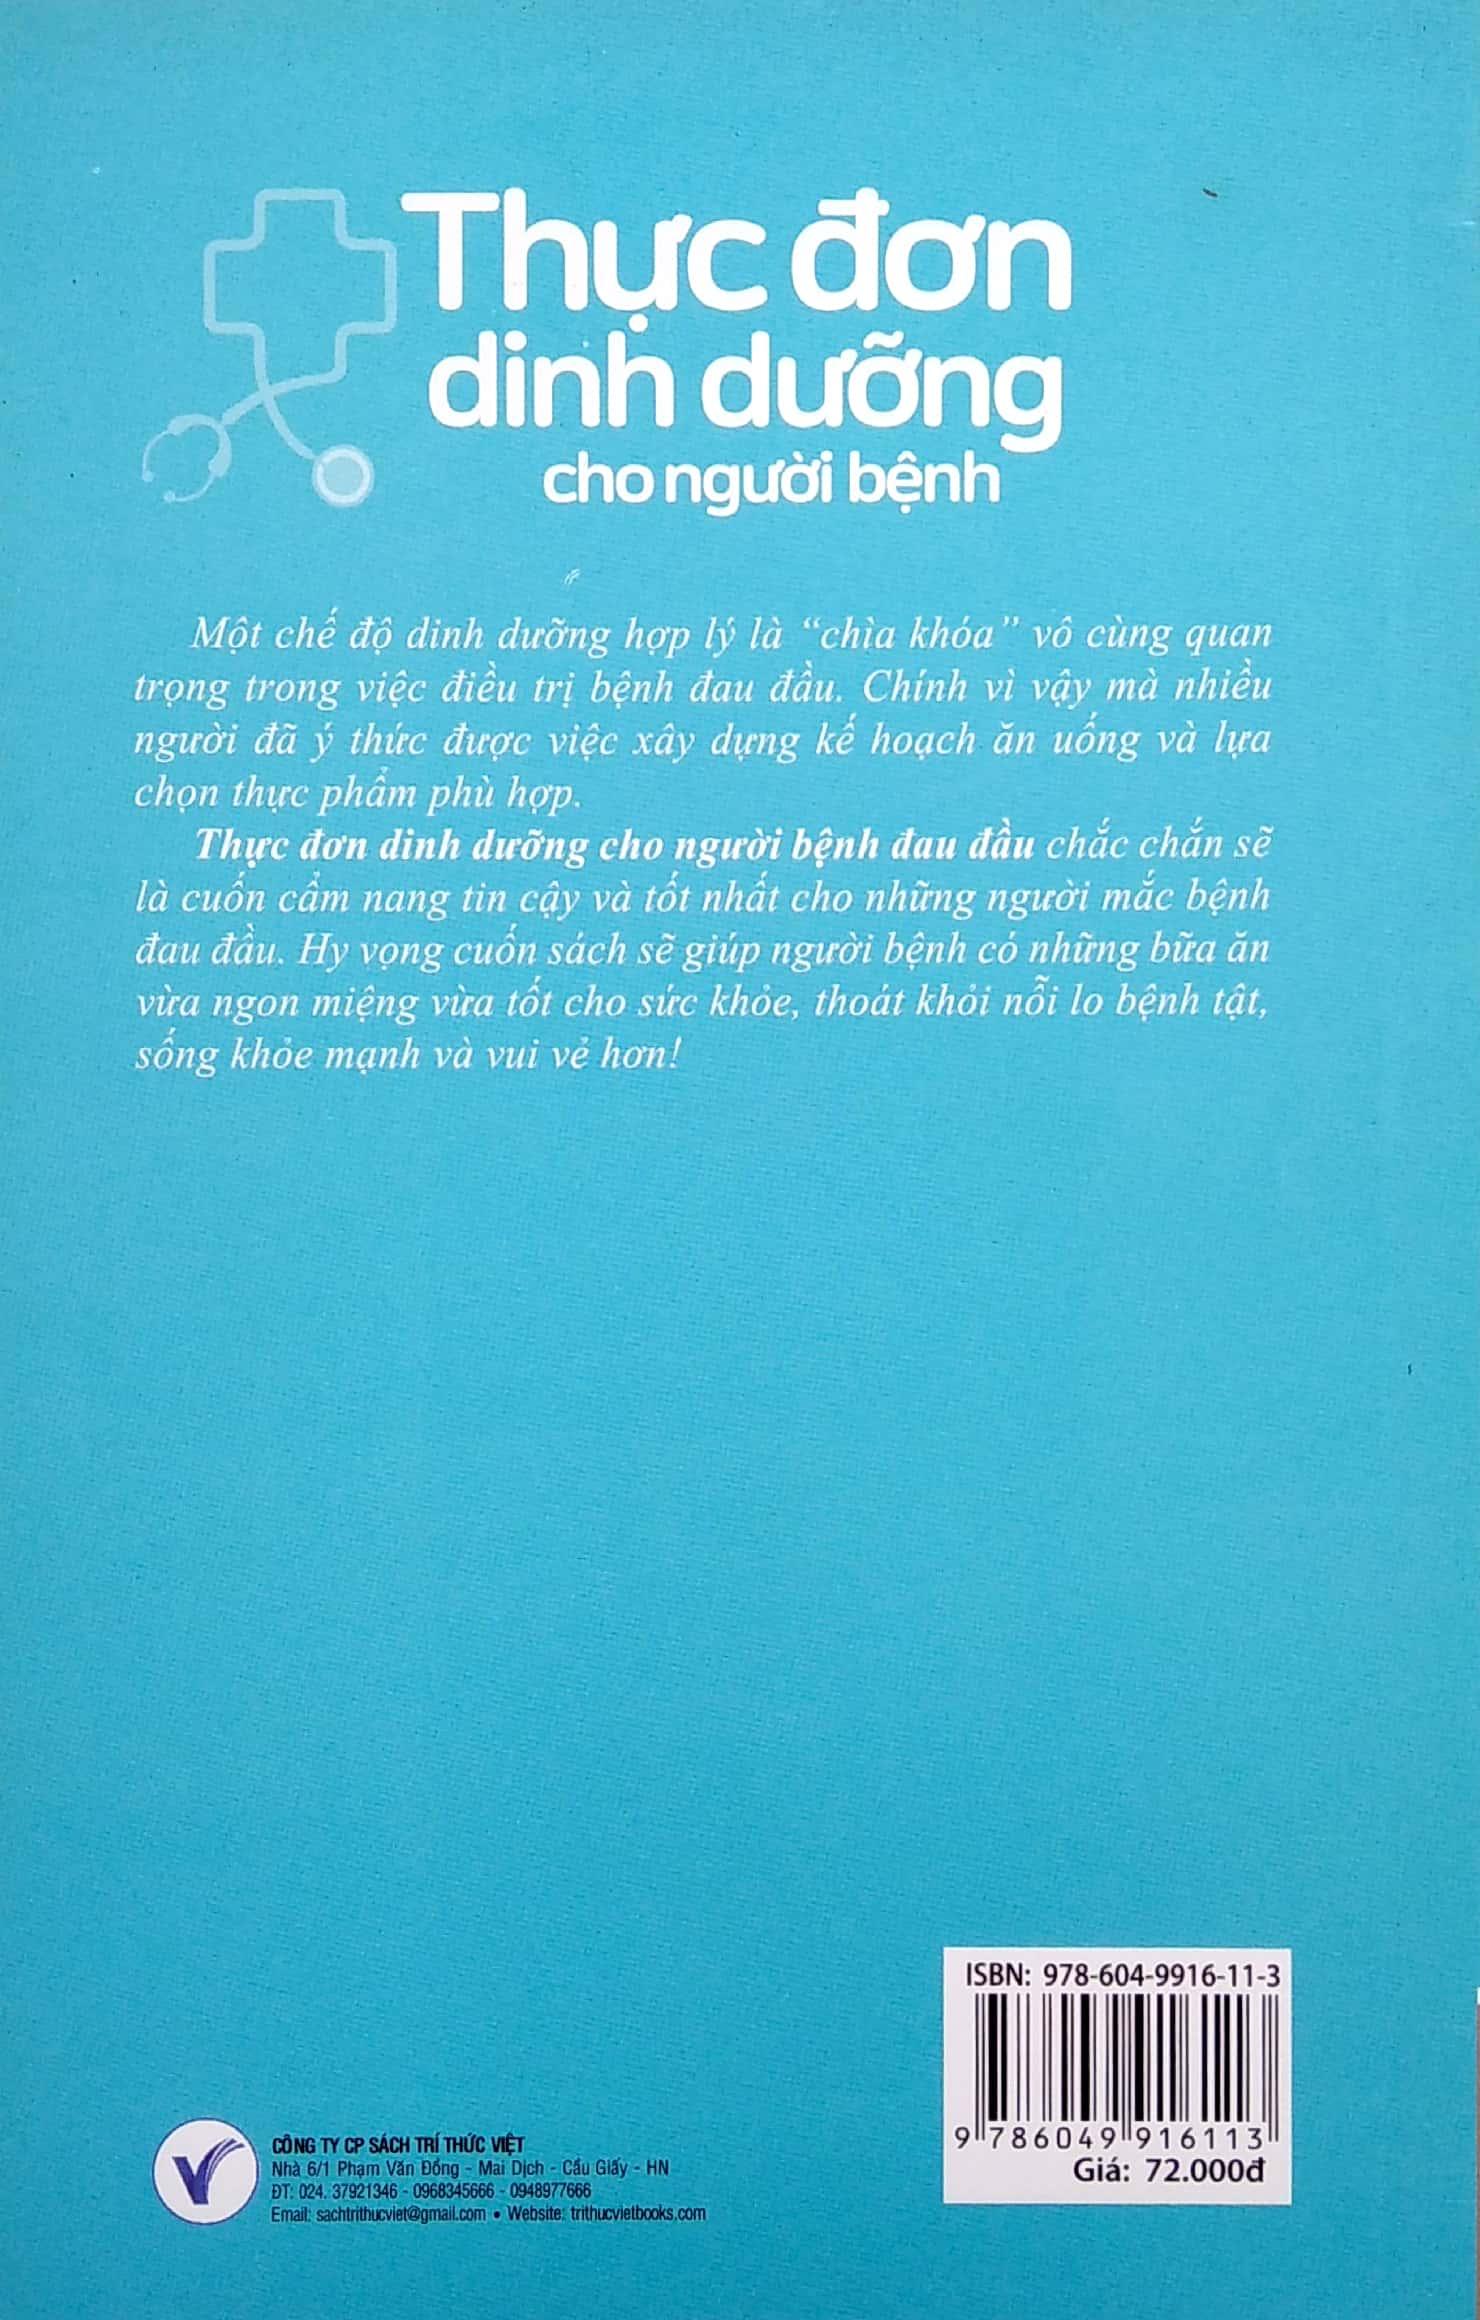 Thực đơn
dinh dưỡng
cho người bệnh
Một chế độ dinh dưỡng hợp lý là “chìa khóa” vô cùng quan
trọng trong việc điều trị bệnh đau đầu. Chính vì vậy mà nhiều
người đã ý thức được việc xây dựng kế hoạch ăn uống và lựa
chọn thực phẩm phù hợp.
Thực đơn dinh dưỡng cho người bệnh đau đầu chắc chắn sẽ
là cuốn cẩm nang tin cậy và tốt nhất cho những người mắc bệnh
đau đầu. Hy vọng cuốn sách sẽ giúp người bệnh có những bữa ăn
vừa ngon miệng vừa tốt cho sức khỏe, thoát khỏi nỗi lo bệnh tật,
sống khỏe mạnh và vui vẻ hơn!
ISBN: 978-604-9916-11-3
9 786049 916113
Giá: 72.000đ
CÔNG TY CP SÁCH TRÍ THỨC VIỆT
Nhà 6/1 Phạm Văn Đồng - Mai Dịch - Cầu Giấy - HN
ĐT: 024. 37921346 - 0968345666 - 0948977666
Email: sachtrithucviet@gmail.com • Website: trithucvietbooks.com